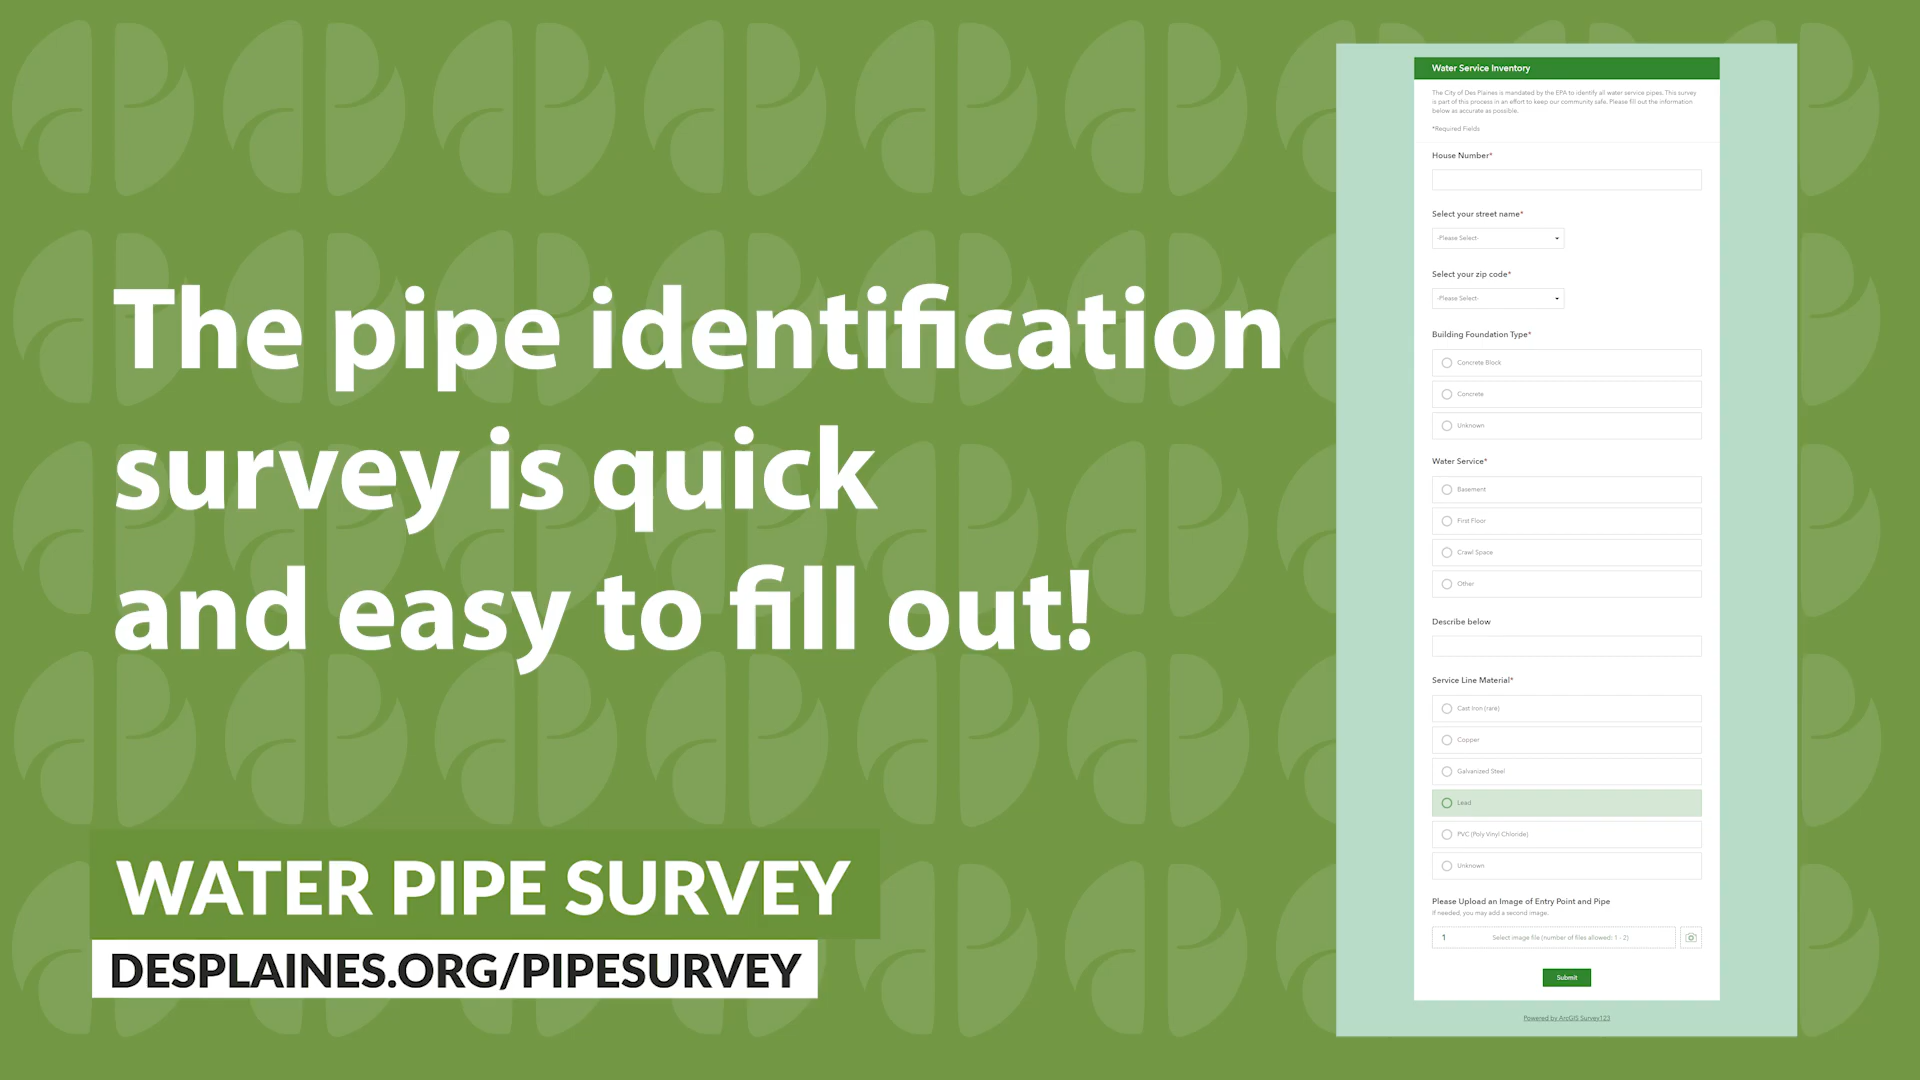 The pipe identification
survey is quick
and easy to fill out!
WATER PIPE SURVEY
DESPLAINES.ORG/PIPESURVEY
Water Service Inventory
The City of Des Plaines is mandated by the EPA to identify all water service pipes. This survey
is part of this process in an effort to keep our community safe. Please fill out the information
below as accurate as possible.
*Required Fields
House Number*
Select your street name*
-Please Select-
Select your zip code*
-Please Select-
Building Foundation Type*
Concrete Block
Concrete
Unknown
Water Service*
Basement
First Floor
Crawl Space
Other
Describe below
Service Line Material*
Cast Iron (rare)
Copper
Galvanized Steel
Lead
PVC (Poly Vinyl Chloride)
Unknown
Please Upload an Image of Entry Point and Pipe
If needed, you may add a second image.
1 Select image file (number of files allowed: 1 - 2)
Submit
Powered by ArcGIS Survey123